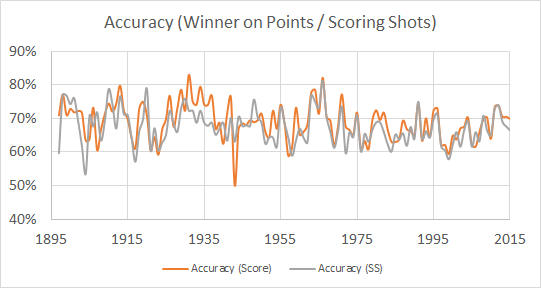 Accuracy (Winner on Points / Scoring Shots)
90%
80%
70%
60%
50%
40%
1895 1915 1935 1955 1975 1995 2015
Accuracy (Score) Accuracy (SS)